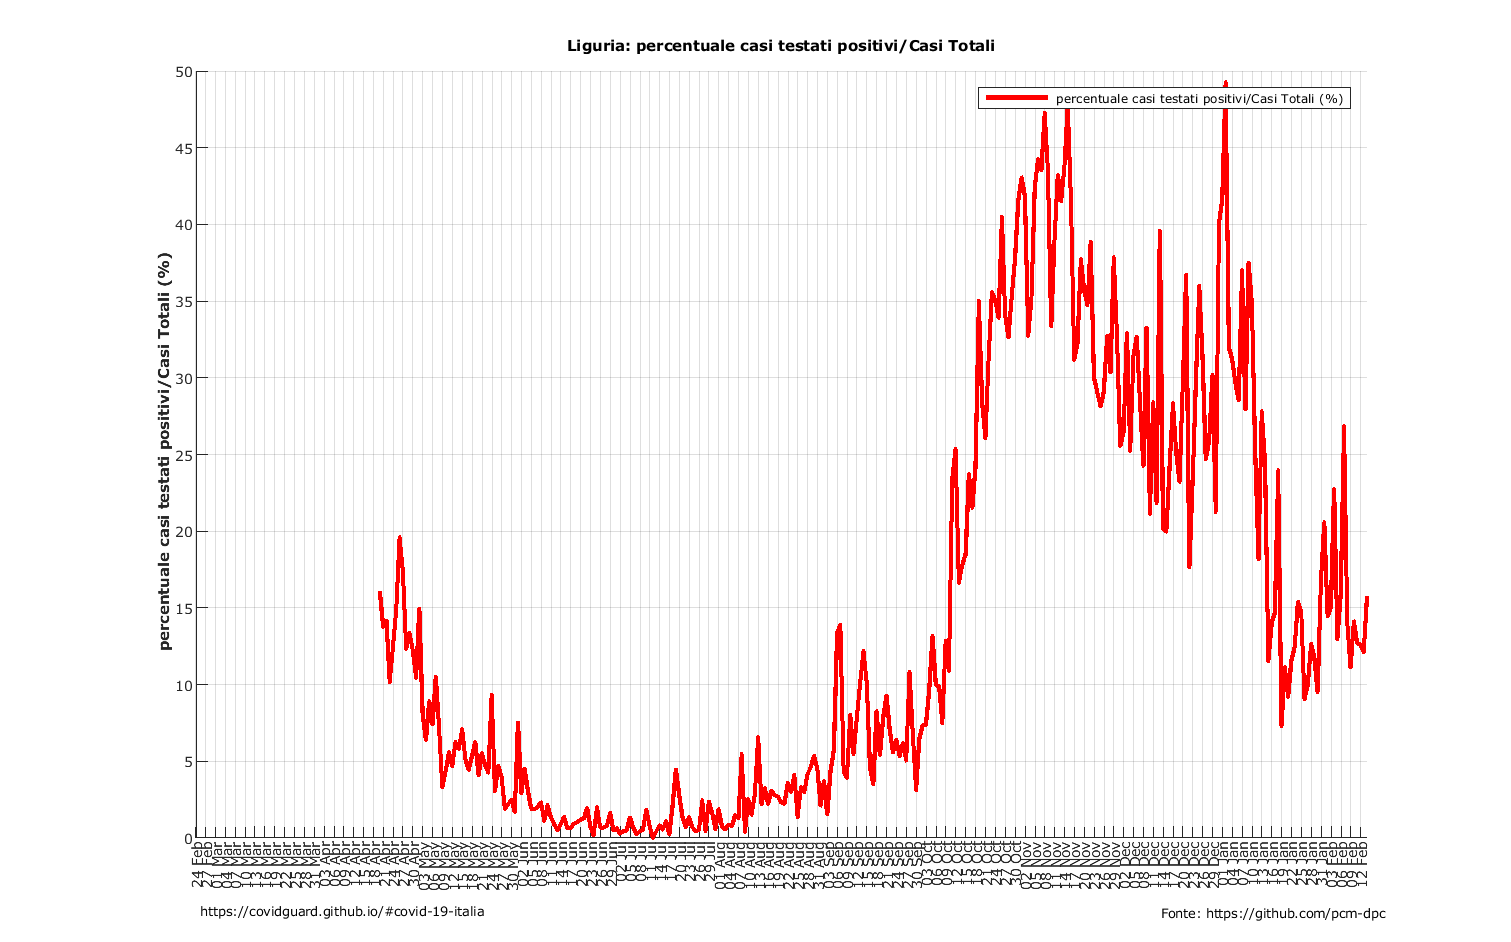 Liguria: percentuale casi testati positivi/Casi Totali
percentuale casi testati positivi/Casi Totali (%)
percentuale casi testati positivi/Casi Totali (%)
50
45
40
35
30
25
20
15
10
5
0
24 Feb
27 Feb
01 Mar
04 Mar
07 Mar
10 Mar
13 Mar
16 Mar
19 Mar
22 Mar
25 Mar
28 Mar
31 Mar
03 Apr
06 Apr
09 Apr
12 Apr
15 Apr
18 Apr
21 Apr
24 Apr
27 Apr
30 Apr
03 May
06 May
09 May
12 May
15 May
18 May
21 May
24 May
27 May
30 May
02 Jun
05 Jun
08 Jun
11 Jun
14 Jun
17 Jun
20 Jun
23 Jun
26 Jun
29 Jun
02 Jul
05 Jul
08 Jul
11 Jul
14 Jul
17 Jul
20 Jul
23 Jul
26 Jul
29 Jul
01 Aug
04 Aug
07 Aug
10 Aug
13 Aug
16 Aug
19 Aug
22 Aug
25 Aug
28 Aug
31 Aug
03 Sep
06 Sep
09 Sep
12 Sep
15 Sep
18 Sep
21 Sep
24 Sep
27 Sep
30 Sep
03 Oct
06 Oct
09 Oct
12 Oct
15 Oct
18 Oct
21 Oct
24 Oct
27 Oct
30 Oct
02 Nov
05 Nov
08 Nov
11 Nov
14 Nov
17 Nov
20 Nov
23 Nov
26 Nov
29 Nov
02 Dec
05 Dec
08 Dec
11 Dec
14 Dec
17 Dec
20 Dec
23 Dec
26 Dec
29 Dec
01 Jan
04 Jan
07 Jan
10 Jan
13 Jan
16 Jan
19 Jan
22 Jan
25 Jan
28 Jan
31 Jan
03 Feb
06 Feb
09 Feb
12 Feb
https://covidguard.github.io/#covid-19-italia
Fonte: https://github.com/pcm-dpc